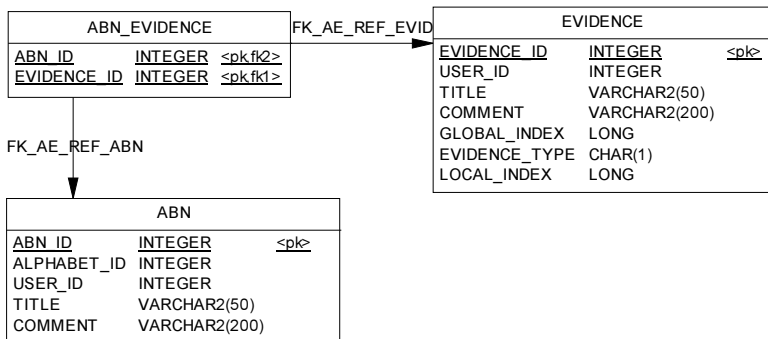 ABN_EVIDENCE
ABN_ID INTEGER <pk,fk2>
EVIDENCE_ID INTEGER <pk,fk1>
FK_AE_REF_EVID
EVIDENCE
EVIDENCE_ID INTEGER <pk>
USER_ID INTEGER
TITLE VARCHAR2(50)
COMMENT VARCHAR2(200)
GLOBAL_INDEX LONG
EVIDENCE_TYPE CHAR(1)
LOCAL_INDEX LONG
FK_AE_REF_ABN
ABN
ABN_ID INTEGER <pk>
ALPHABET_ID INTEGER
USER_ID INTEGER
TITLE VARCHAR2(50)
COMMENT VARCHAR2(200)